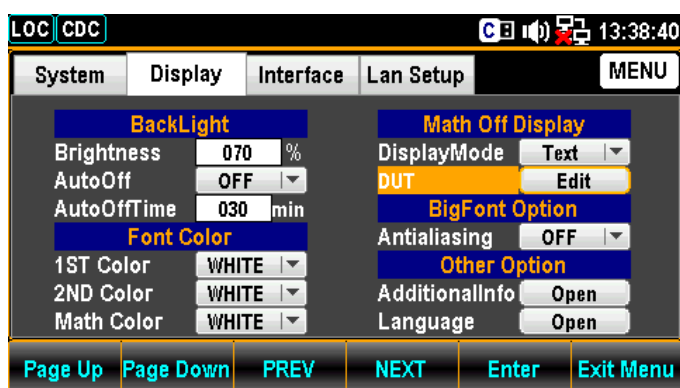 LOC CDC C 13:38:40
System Display Interface Lan Setup MENU
BackLight
Brightness 070 %
AutoOff OFF
AutoOffTime 030 min
Font Color
1ST Color WHITE
2ND Color WHITE
Math Color WHITE
Math Off Display
DisplayMode Text
DUT Edit
BigFont Option
Antialiasing OFF
Other Option
AdditionalInfo Open
Language Open
Page Up Page Down PREV NEXT Enter Exit Menu